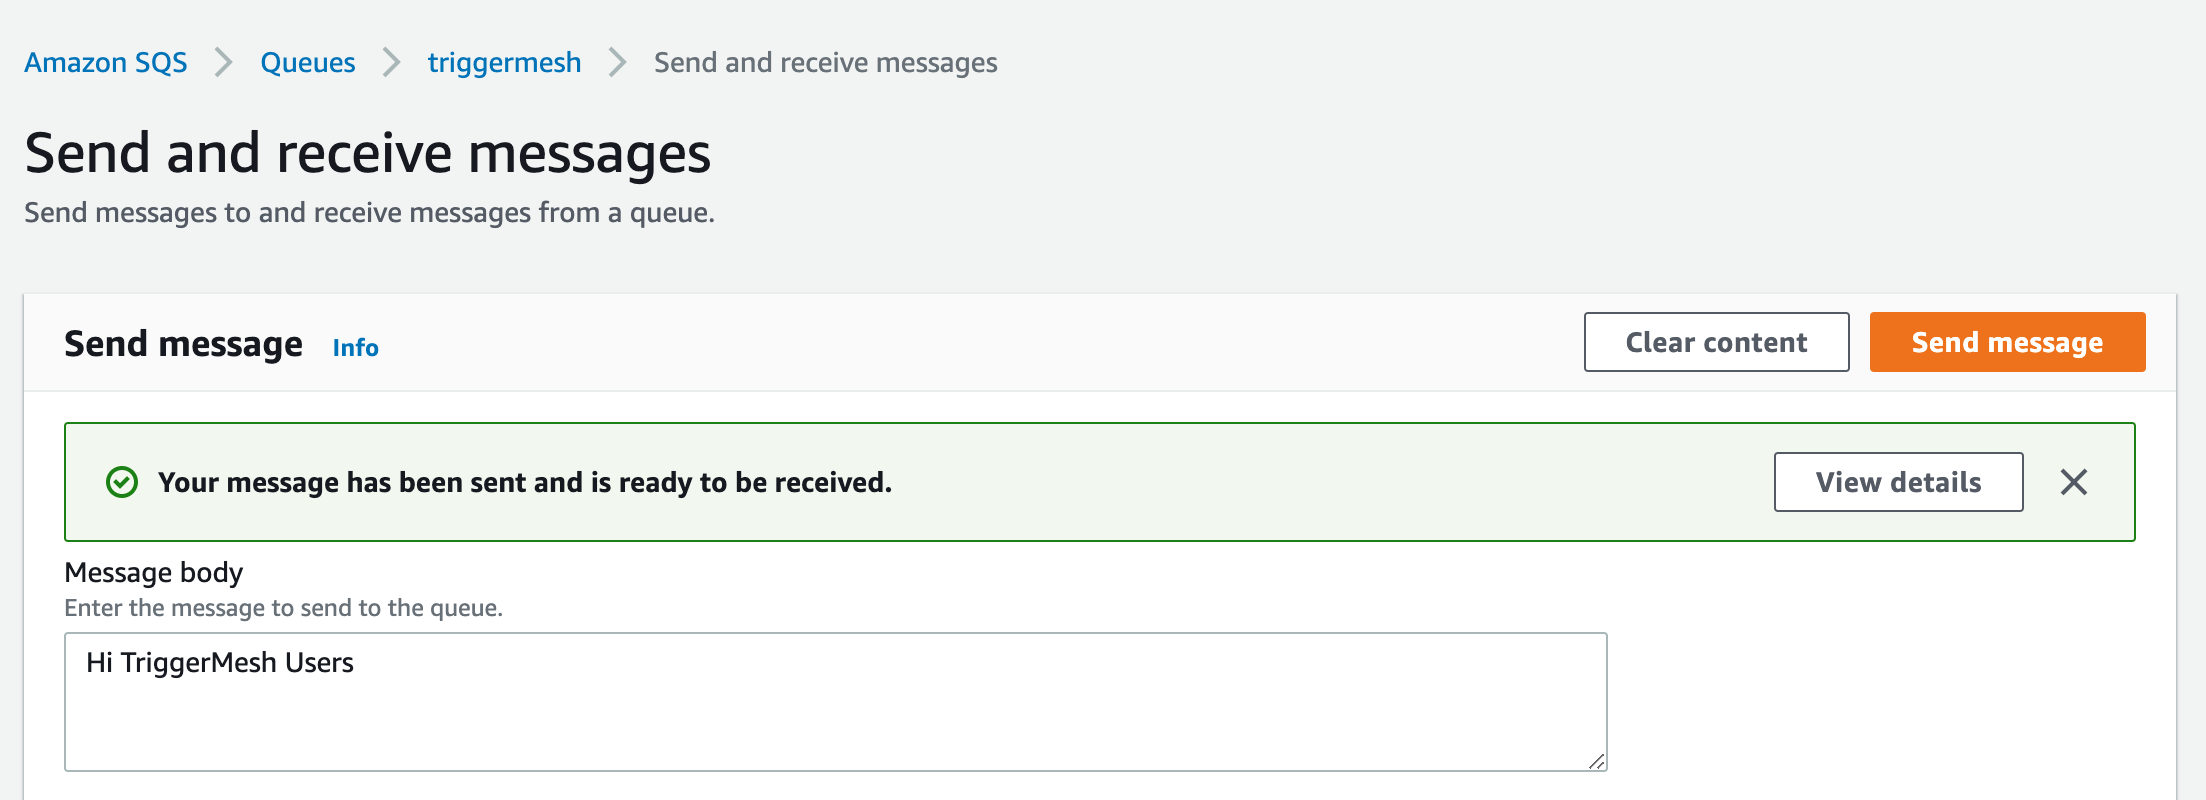 Amazon SQS > Queues > triggermesh > Send and receive messages
Send and receive messages
Send messages to and receive messages from a queue.
Send message Info Clear content Send message
Your message has been sent and is ready to be received. View details
Message body
Enter the message to send to the queue.
Hi TriggerMesh Users